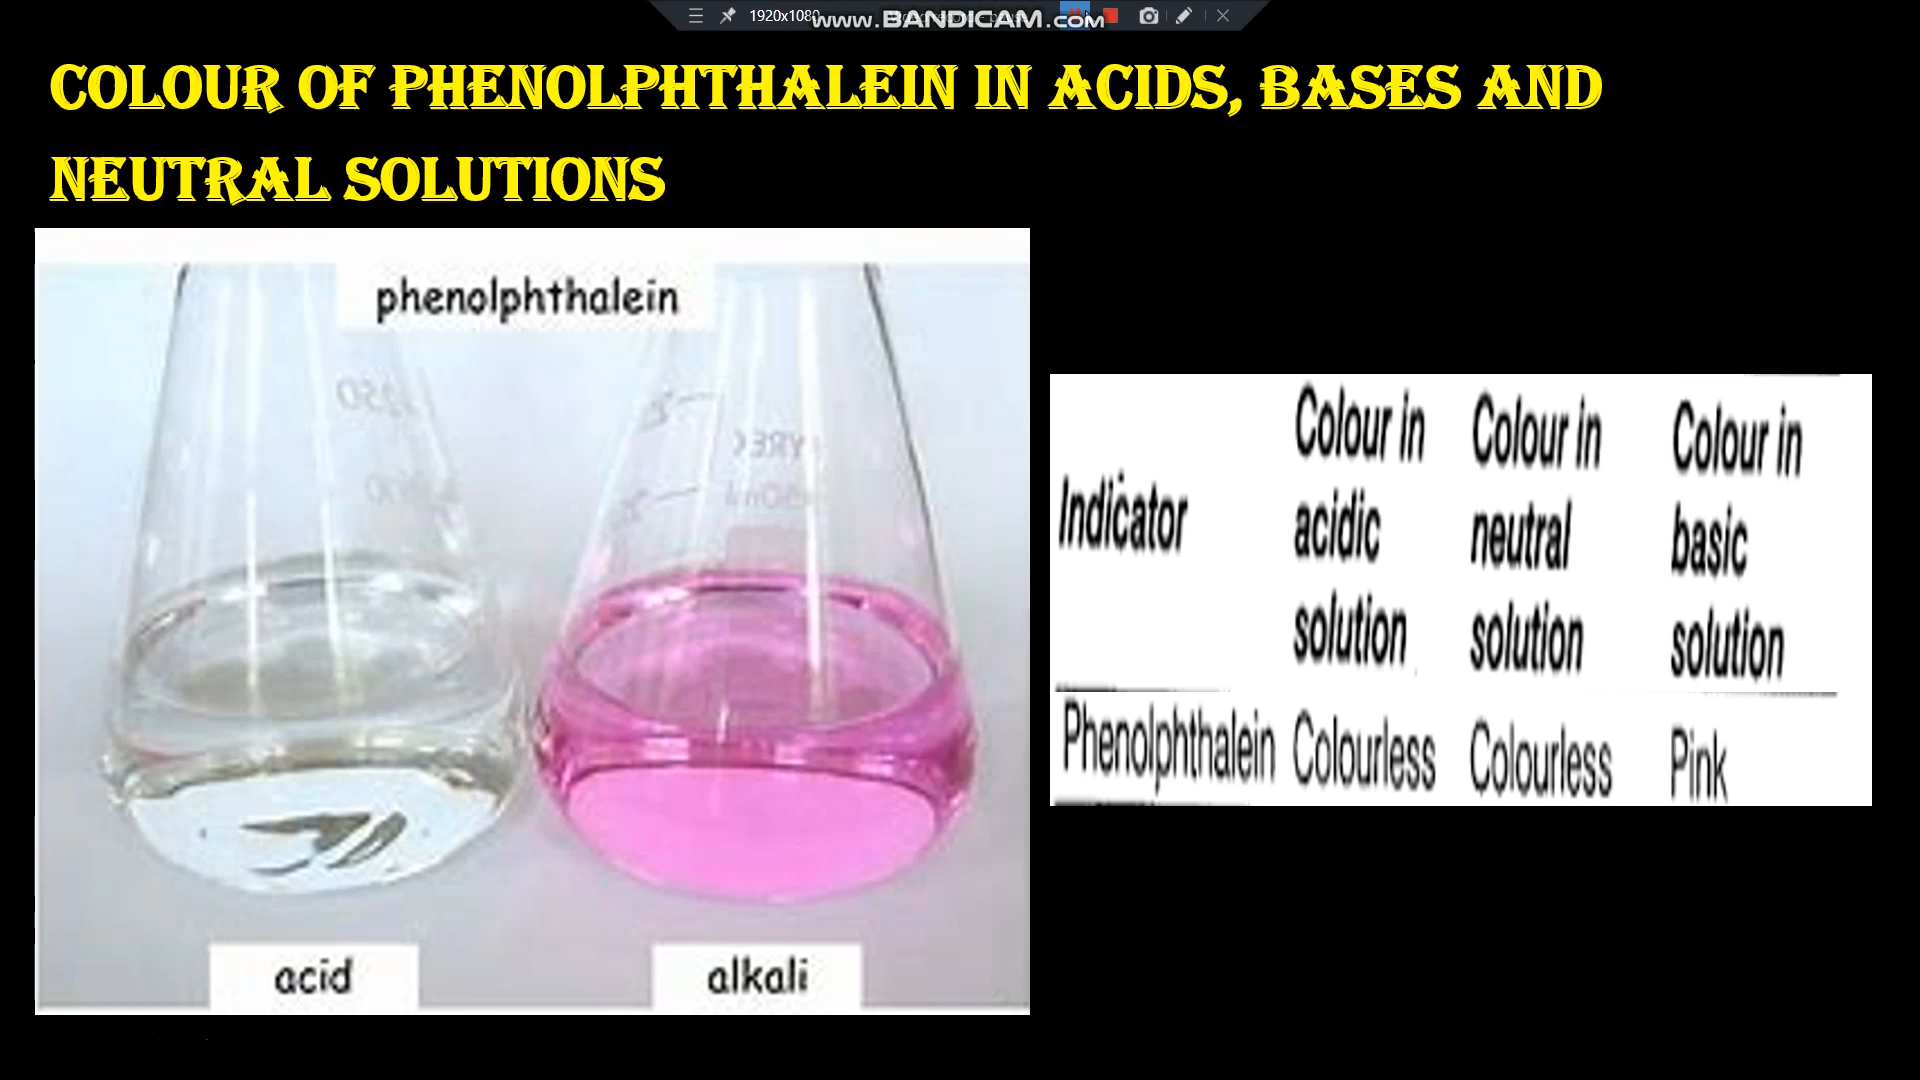 1920x1080
www.BANDICAM.com
COLOUR OF PHENOLPHTHALEIN IN ACIDS, BASES AND
NEUTRAL SOLUTIONS
phenolphthalein
acid
alkali
Indicator
Colour in
acidic
solution
Colour in
neutral
solution
Colour in
basic
solution
Phenolphthalein Colourless Colourless Pink